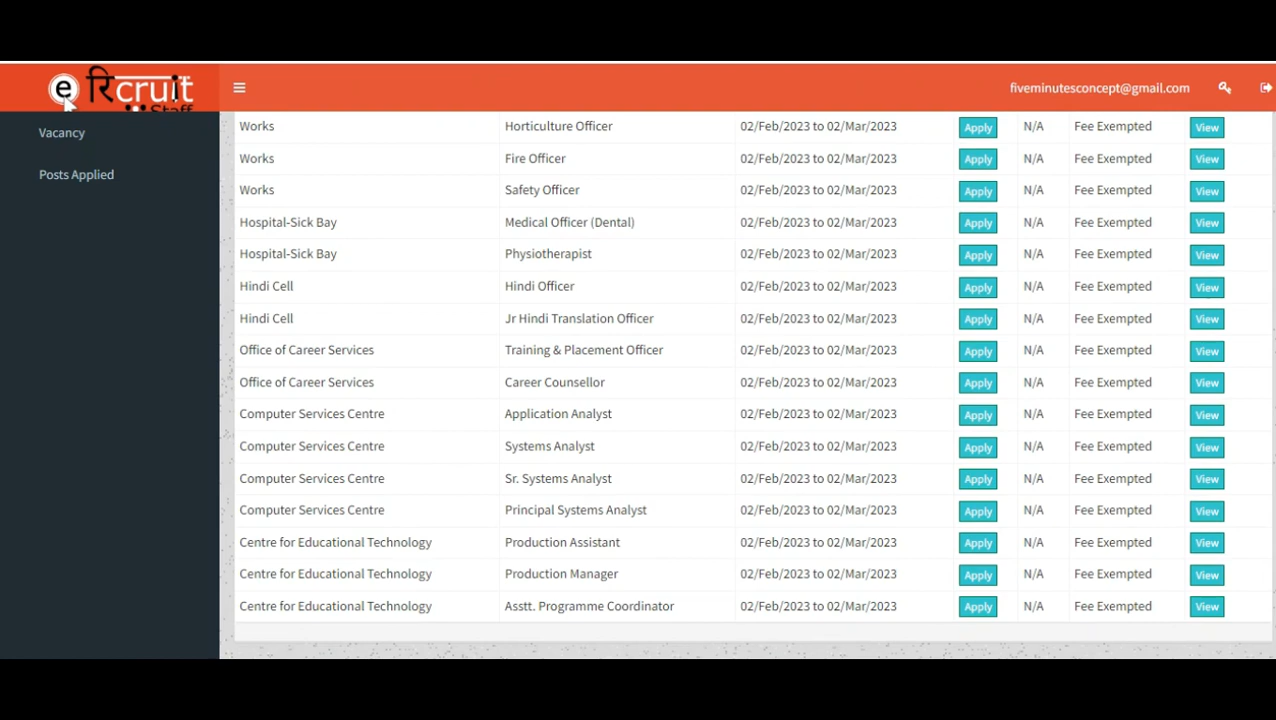 e रिcruit
Staff
fiveminutesconcept@gmail.com
Vacancy
Posts Applied
Works Horticulture Officer 02/Feb/2023 to 02/Mar/2023 Apply N/A Fee Exempted View
Works Fire Officer 02/Feb/2023 to 02/Mar/2023 Apply N/A Fee Exempted View
Works Safety Officer 02/Feb/2023 to 02/Mar/2023 Apply N/A Fee Exempted View
Hospital-Sick Bay Medical Officer (Dental) 02/Feb/2023 to 02/Mar/2023 Apply N/A Fee Exempted View
Hospital-Sick Bay Physiotherapist 02/Feb/2023 to 02/Mar/2023 Apply N/A Fee Exempted View
Hindi Cell Hindi Officer 02/Feb/2023 to 02/Mar/2023 Apply N/A Fee Exempted View
Hindi Cell Jr Hindi Translation Officer 02/Feb/2023 to 02/Mar/2023 Apply N/A Fee Exempted View
Office of Career Services Training & Placement Officer 02/Feb/2023 to 02/Mar/2023 Apply N/A Fee Exempted View
Office of Career Services Career Counsellor 02/Feb/2023 to 02/Mar/2023 Apply N/A Fee Exempted View
Computer Services Centre Application Analyst 02/Feb/2023 to 02/Mar/2023 Apply N/A Fee Exempted View
Computer Services Centre Systems Analyst 02/Feb/2023 to 02/Mar/2023 Apply N/A Fee Exempted View
Computer Services Centre Sr. Systems Analyst 02/Feb/2023 to 02/Mar/2023 Apply N/A Fee Exempted View
Computer Services Centre Principal Systems Analyst 02/Feb/2023 to 02/Mar/2023 Apply N/A Fee Exempted View
Centre for Educational Technology Production Assistant 02/Feb/2023 to 02/Mar/2023 Apply N/A Fee Exempted View
Centre for Educational Technology Production Manager 02/Feb/2023 to 02/Mar/2023 Apply N/A Fee Exempted View
Centre for Educational Technology Asstt. Programme Coordinator 02/Feb/2023 to 02/Mar/2023 Apply N/A Fee Exempted View